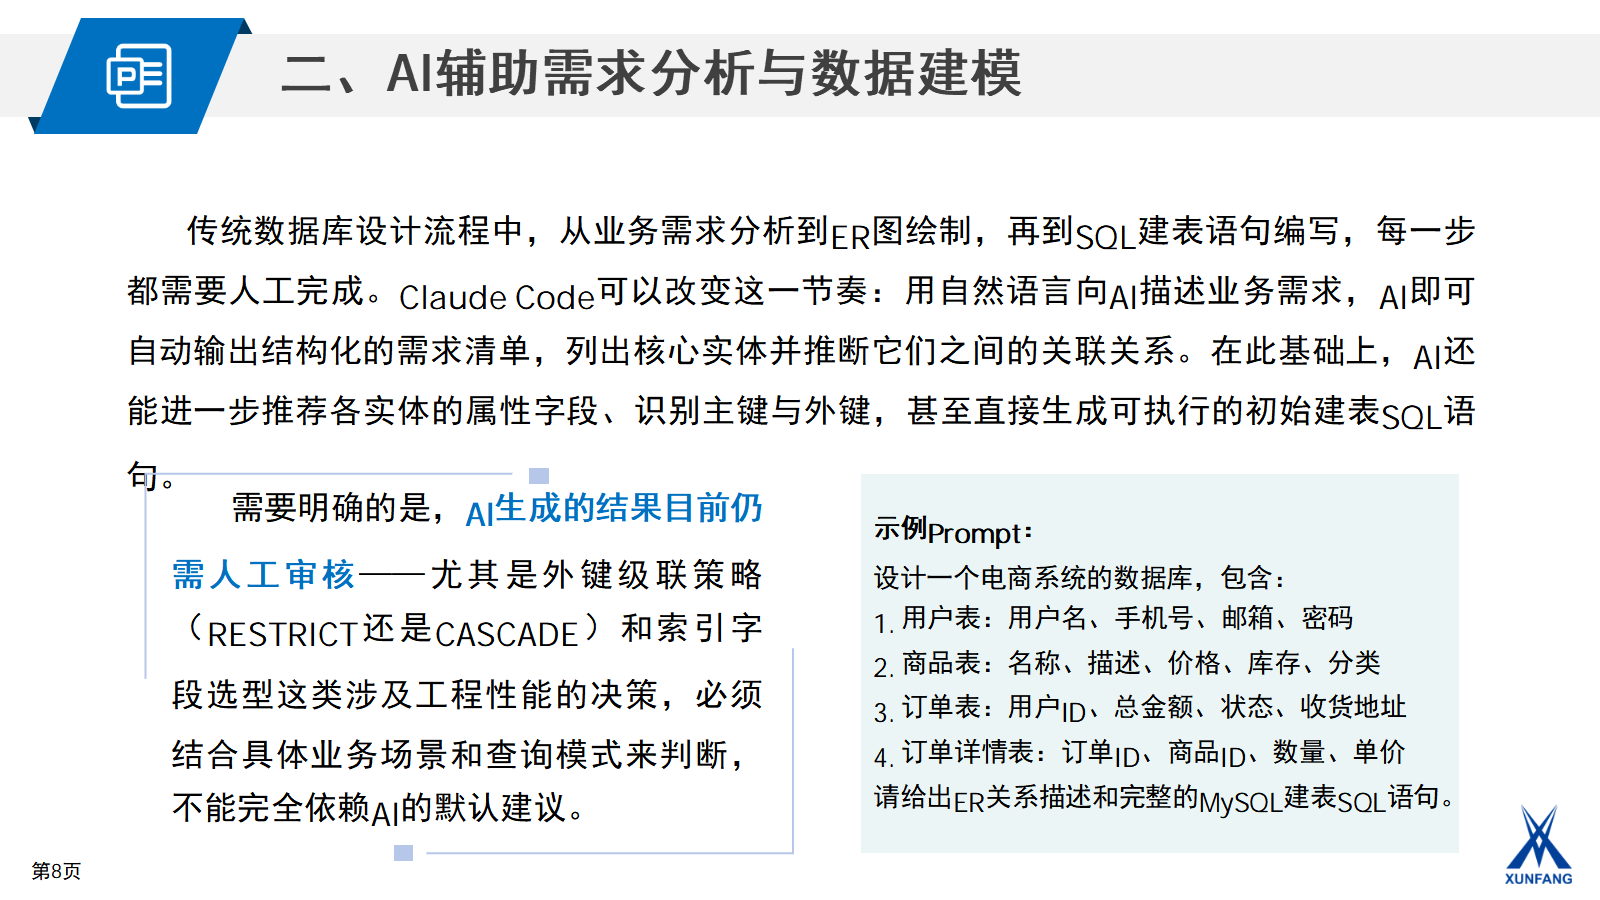 二、AI辅助需求分析与数据建模
传统数据库设计流程中，从业务需求分析到ER图绘制，再到SQL建表语句编写，每一步
都需要人工完成。Claude Code可以改变这一节奏：用自然语言向AI描述业务需求，AI即可
自动输出结构化的需求清单，列出核心实体并推断它们之间的关联关系。在此基础上，AI还
能进一步推荐各实体的属性字段、识别主键与外键，甚至直接生成可执行的初始建表SQL语
句。
需要明确的是，AI生成的结果目前仍
需人工审核——尤其是外键级联策略
（RESTRICT还是CASCADE）和索引字
段选型这类涉及工程性能的决策，必须
结合具体业务场景和查询模式来判断，
不能完全依赖AI的默认建议。
示例Prompt：
设计一个电商系统的数据库，包含：
1. 用户表：用户名、手机号、邮箱、密码
2. 商品表：名称、描述、价格、库存、分类
3. 订单表：用户ID、总金额、状态、收货地址
4. 订单详情表：订单ID、商品ID、数量、单价
请给出ER关系描述和完整的MySQL建表SQL语句。
第8页
XUNFANG